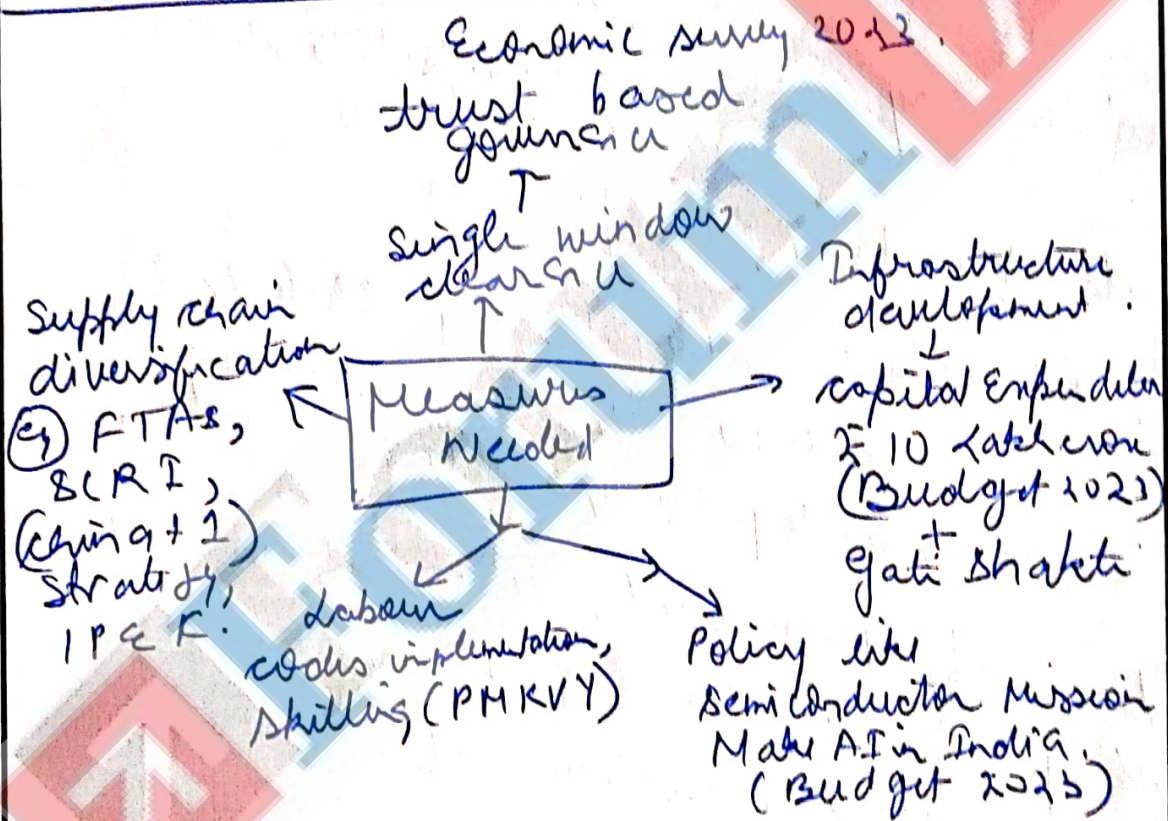 Economic survey 2023.
trust based
governance
↑
Single window
clearance
↑
Supply chain
diversification
eg FTAs,
SCRI,
(China + 1)
strategy,
IPEF.
Measures
Needed
Infrastructure
development.
↓
capital Expenditure
₹ 10 Lakh crore
(Budget 2023)
+
Gati Shakti
Labour
codes implementation,
skilling (PMKVY)
Policy like
semiconductor Mission
Make AI in India.
(Budget 2023)
Forum